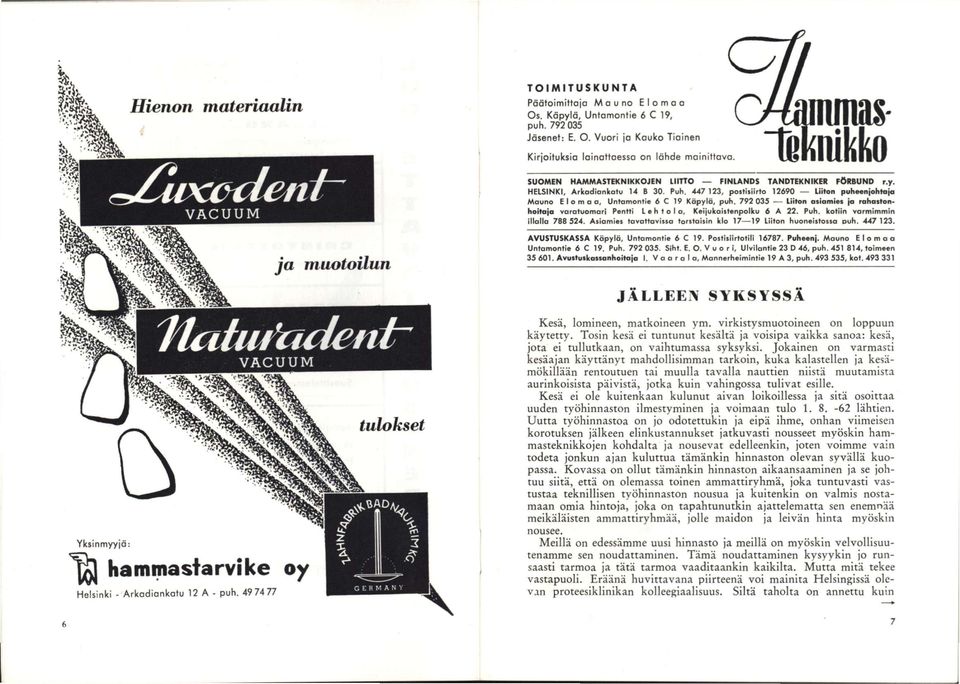 Hienon materiaalin
Luxodent
VACUUM
ja muotoilun
Naturadent
VACUUM
tulokset
ZAHNFABRIK BAD NAUHEIM KG
GERMANY
Yksinmyyjä:
hammastarvike oy
Helsinki - Arkadiankatu 12 A - puh. 49 74 77
6
TOIMITUSKUNTA
Päätoimittaja Mauno Elomaa
Os. Käpylä, Untamontie 6 C 19,
puh. 792 035
Jäsenet: E. O. Vuori ja Kauko Tiainen
Kirjoituksia lainattaessa on lähde mainittava.
Hammas-
teknikko
SUOMEN HAMMASTEKNIKKOJEN LIITTO — FINLANDS TANDTEKNIKER FÖRBUND r.y.
HELSINKI, Arkadiankatu 14 B 30. Puh. 447 123, postisiirto 12690 — Liiton puheenjohtaja
Mauno Elomaa, Untamontie 6 C 19 Käpylä, puh. 792 035 — Liiton asiamies ja rahaston-
hoitaja varatuomari Pentti Lehtola, Keijukaistenpolku 6 A 22. Puh. kotiin varmimmin
illalla 788 524. Asiamies tavattavissa torstaisin klo 17—19 Liiton huoneistossa puh. 447 123.
AVUSTUSKASSA Käpylä, Untamontie 6 C 19. Postisiirtotili 16787. Puheenj. Mauno Elomaa
Untamontie 6 C 19, Puh. 792 035. Siht. E. O. Vuori, Ulvilantie 23 D 46, puh. 451 814, toimeen
35 601. Avustuskassanhoitaja I. Vaarala, Mannerheimintie 19 A 3, puh. 493 535, kot. 493 331
JÄLLEEN SYKSYSSÄ
Kesä, lomineen, matkoineen ym. virkistysmuotoineen on loppuun
käytetty. Tosin kesä ei tuntunut kesältä ja voisipa vaikka sanoa: kesä,
jota ei tullutkaan, on vaihtumassa syksyksi. Jokainen on varmasti
kesäajan käyttänyt mahdollisimman tarkoin, kuka kalastellen ja kesä-
mökillään rentoutuen tai muulla tavalla nauttien niistä muutamista
aurinkoisista päivistä, jotka kuin vahingossa tulivat esille.
Kesä ei ole kuitenkaan kulunut aivan loikoillessa ja sitä osoittaa
uuden työhinnaston ilmestyminen ja voimaan tulo 1. 8. -62 lähtien.
Uutta työhinnastoa on jo odotettukin ja eipä ihme, onhan viimeisen
korotuksen jälkeen elinkustannukset jatkuvasti nousseet myöskin ham-
masteknikkojen kohdalta ja nousevat edelleenkin, joten voimme vain
todeta jonkun ajan kuluttua tämänkin hinnaston olevan syvällä kuo-
passa. Kovassa on ollut tämänkin hinnaston aikaansaaminen ja se joh-
tuu siitä, että on olemassa toinen ammattiryhmä, joka tuntuvasti vas-
tustaa teknillisen työhinnaston nousua ja kuitenkin on valmis nosta-
maan omia hintoja, joka on tapahtunutkin ajattelematta sen enempää
meikäläisten ammattiryhmää, jolle maidon ja leivän hinta myöskin
nousee.
Meillä on edessämme uusi hinnasto ja meillä on myöskin velvollisuu-
tenamme sen noudattaminen. Tämä noudattaminen kysyykin jo run-
saasti tarmoa ja tätä tarmoa vaaditaankin kaikilta. Mutta mitä tekee
vastapuoli. Eräänä huvittavana piirteenä voi mainita Helsingissä ole-
van proteesiklinikan kolleegiaalisuus. Siltä taholta on annettu kuin
7